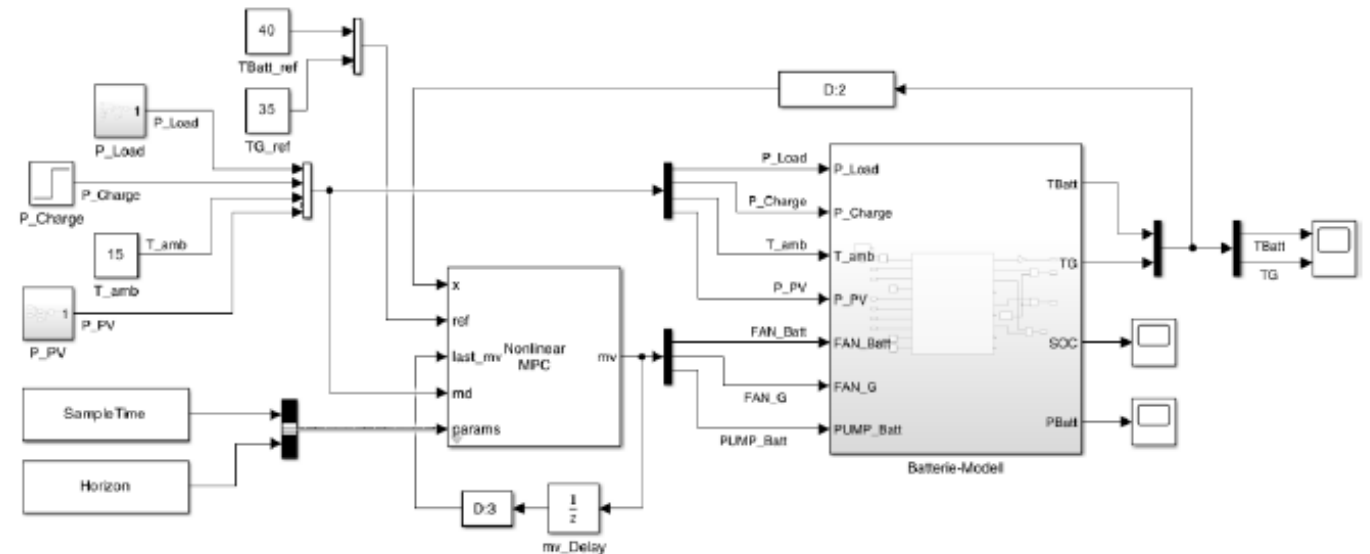 40
TBatt_ref
35
TG_ref
1
P_Load
P_Load
P_Charge
P_Charge
15
T_amb
T_amb
1
P_PV
P_PV
SampleTime
Horizon
D:2
x
ref
last_mv
md
params
Nonlinear
MPC
mv
D:3
1
z
mv_Delay
P_Load
P_Charge
T_amb
P_PV
FAN_Batt
FAN_G
PUMP_Batt
P_Load
P_Charge
T_amb
P_PV
FAN_Batt
FAN_G
PUMP_Batt
TBatt
TG
SOC
PBatt
Batterie-Modell
TBatt
TG